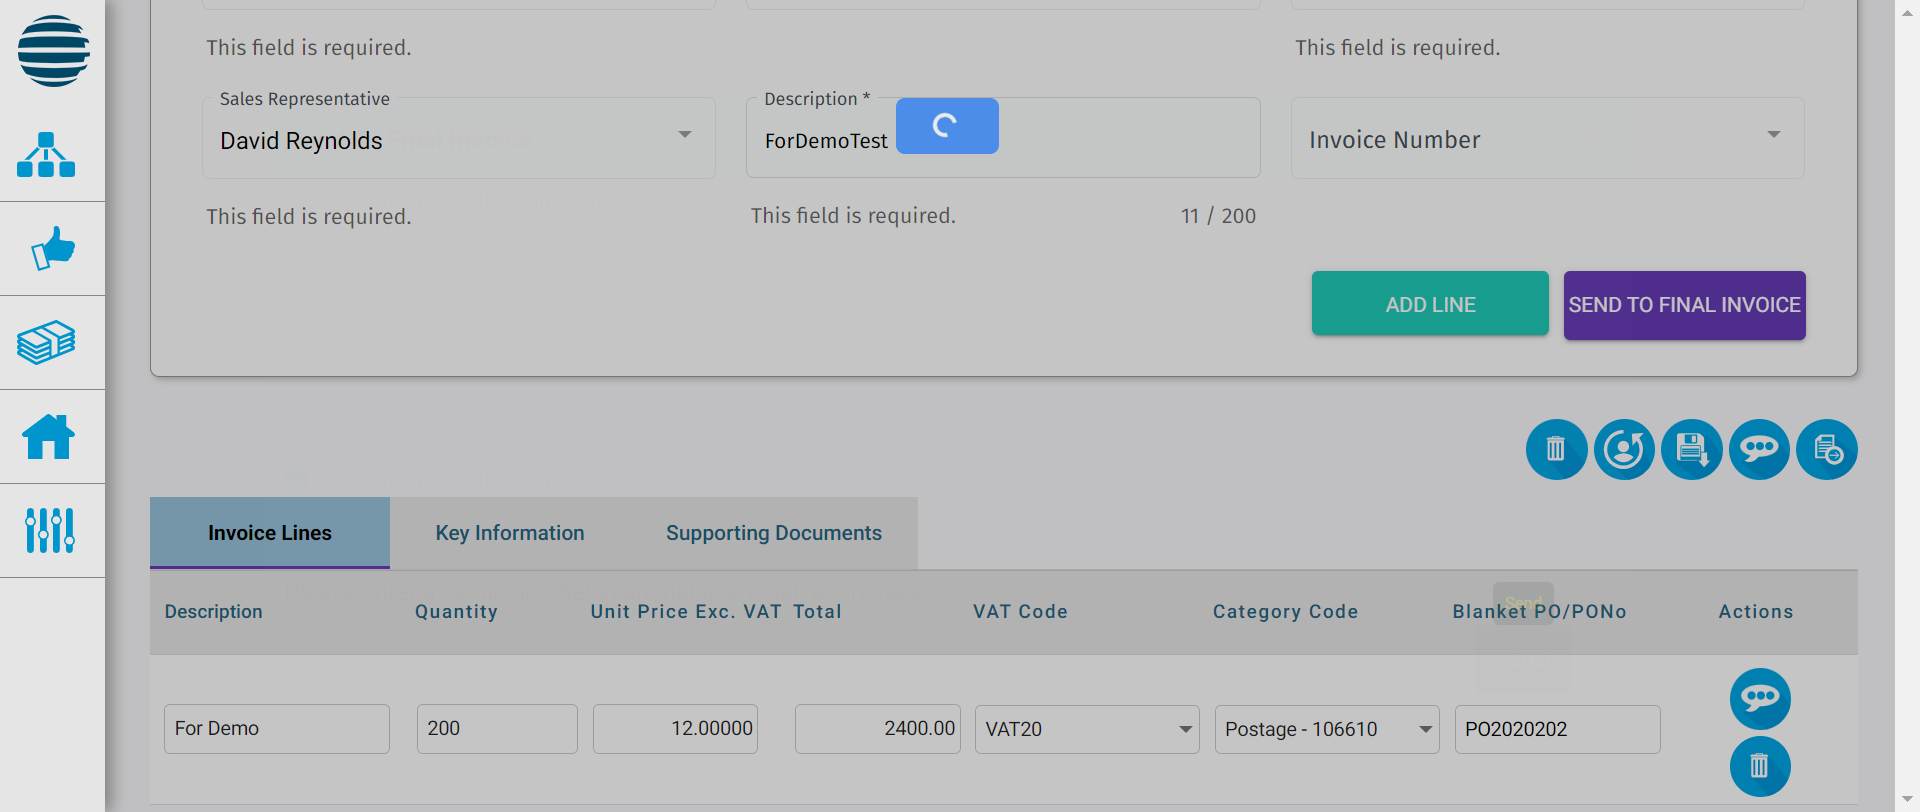 This field is required.
This field is required.
Sales Representative
David Reynolds
Description *
ForDemoTest
Invoice Number
This field is required.
This field is required.
11 / 200
ADD LINE
SEND TO FINAL INVOICE
Invoice Lines
Key Information
Supporting Documents
Description
Quantity
Unit Price Exc. VAT
Total
VAT Code
Category Code
Blanket PO/PONo
Actions
Send
For Demo
200
12.00000
2400.00
VAT20
Postage - 106610
PO2020202